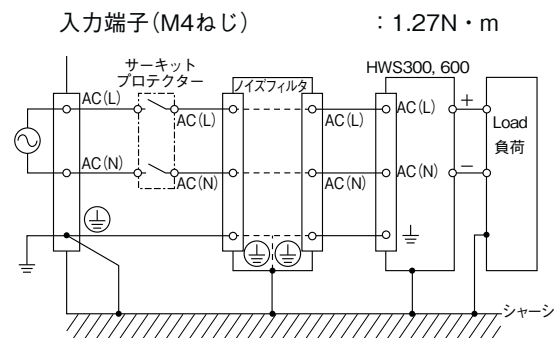 入力端子(M4ねじ) : 1.27N・m
サーキット
プロテクター
ノイズフィルタ
HWS300, 600
AC(L)
AC(L)
AC(L)
AC(L)
+
Load
負荷
AC(N)
AC(N)
AC(N)
AC(N)
−
シャーシ